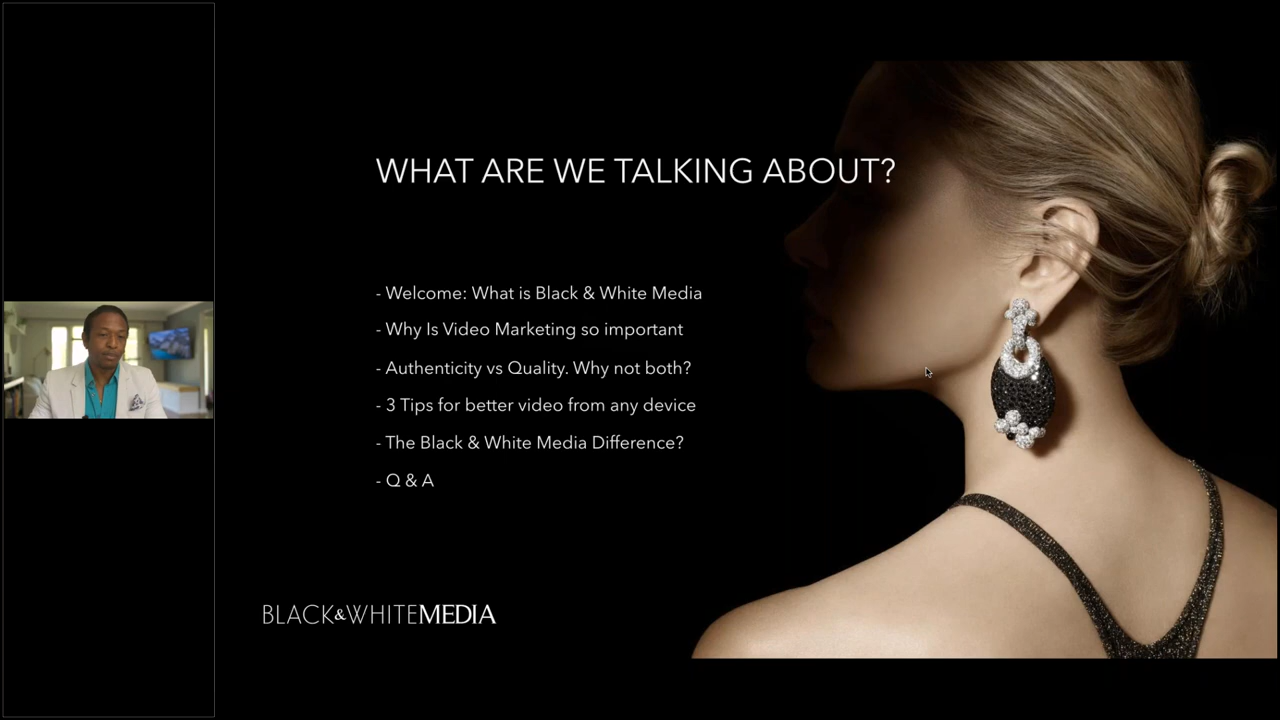 WHAT ARE WE TALKING ABOUT?
- Welcome: What is Black & White Media
- Why Is Video Marketing so important
- Authenticity vs Quality. Why not both?
- 3 Tips for better video from any device
- The Black & White Media Difference?
- Q & A
BLACK&WHITEMEDIA